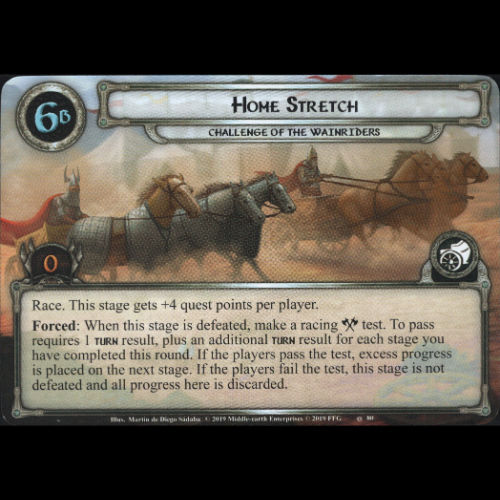 6B
HOME STRETCH
CHALLENGE OF THE WAINRIDERS
0
Race. This stage gets +4 quest points per player.
Forced: When this stage is defeated, make a racing test. To pass
requires 1 TURN result, plus an additional TURN result for each stage you
have completed this round. If the players pass the test, excess progress
is placed on the next stage. If the players fail the test, this stage is not
defeated and all progress here is discarded.
Illus. Martin de Diego Sádaba © 2019 Middle-earth Enterprises © 2019 FFG